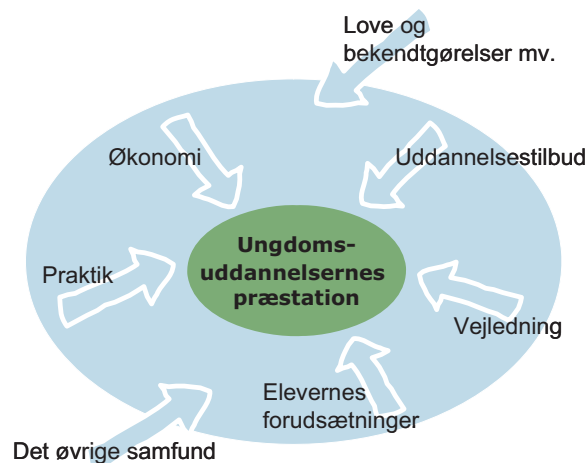 Love og
bekendtgørelser mv.
Økonomi
Uddannelsestilbud
Ungdoms-
uddannelsernes
præstation
Praktik
Vejledning
Elevernes
forudsætninger
Det øvrige samfund